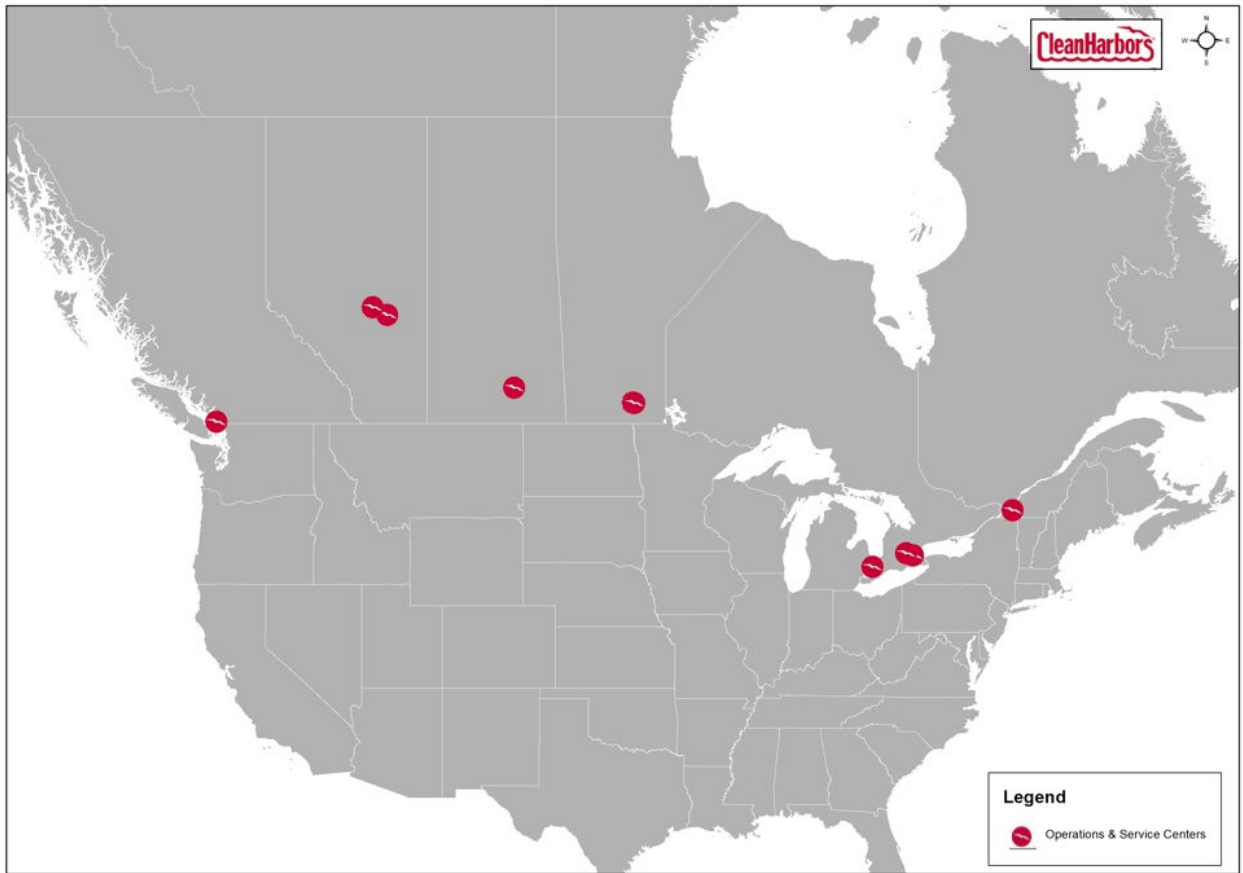 CleanHarbors
N
W E
S
Legend
Operations & Service Centers